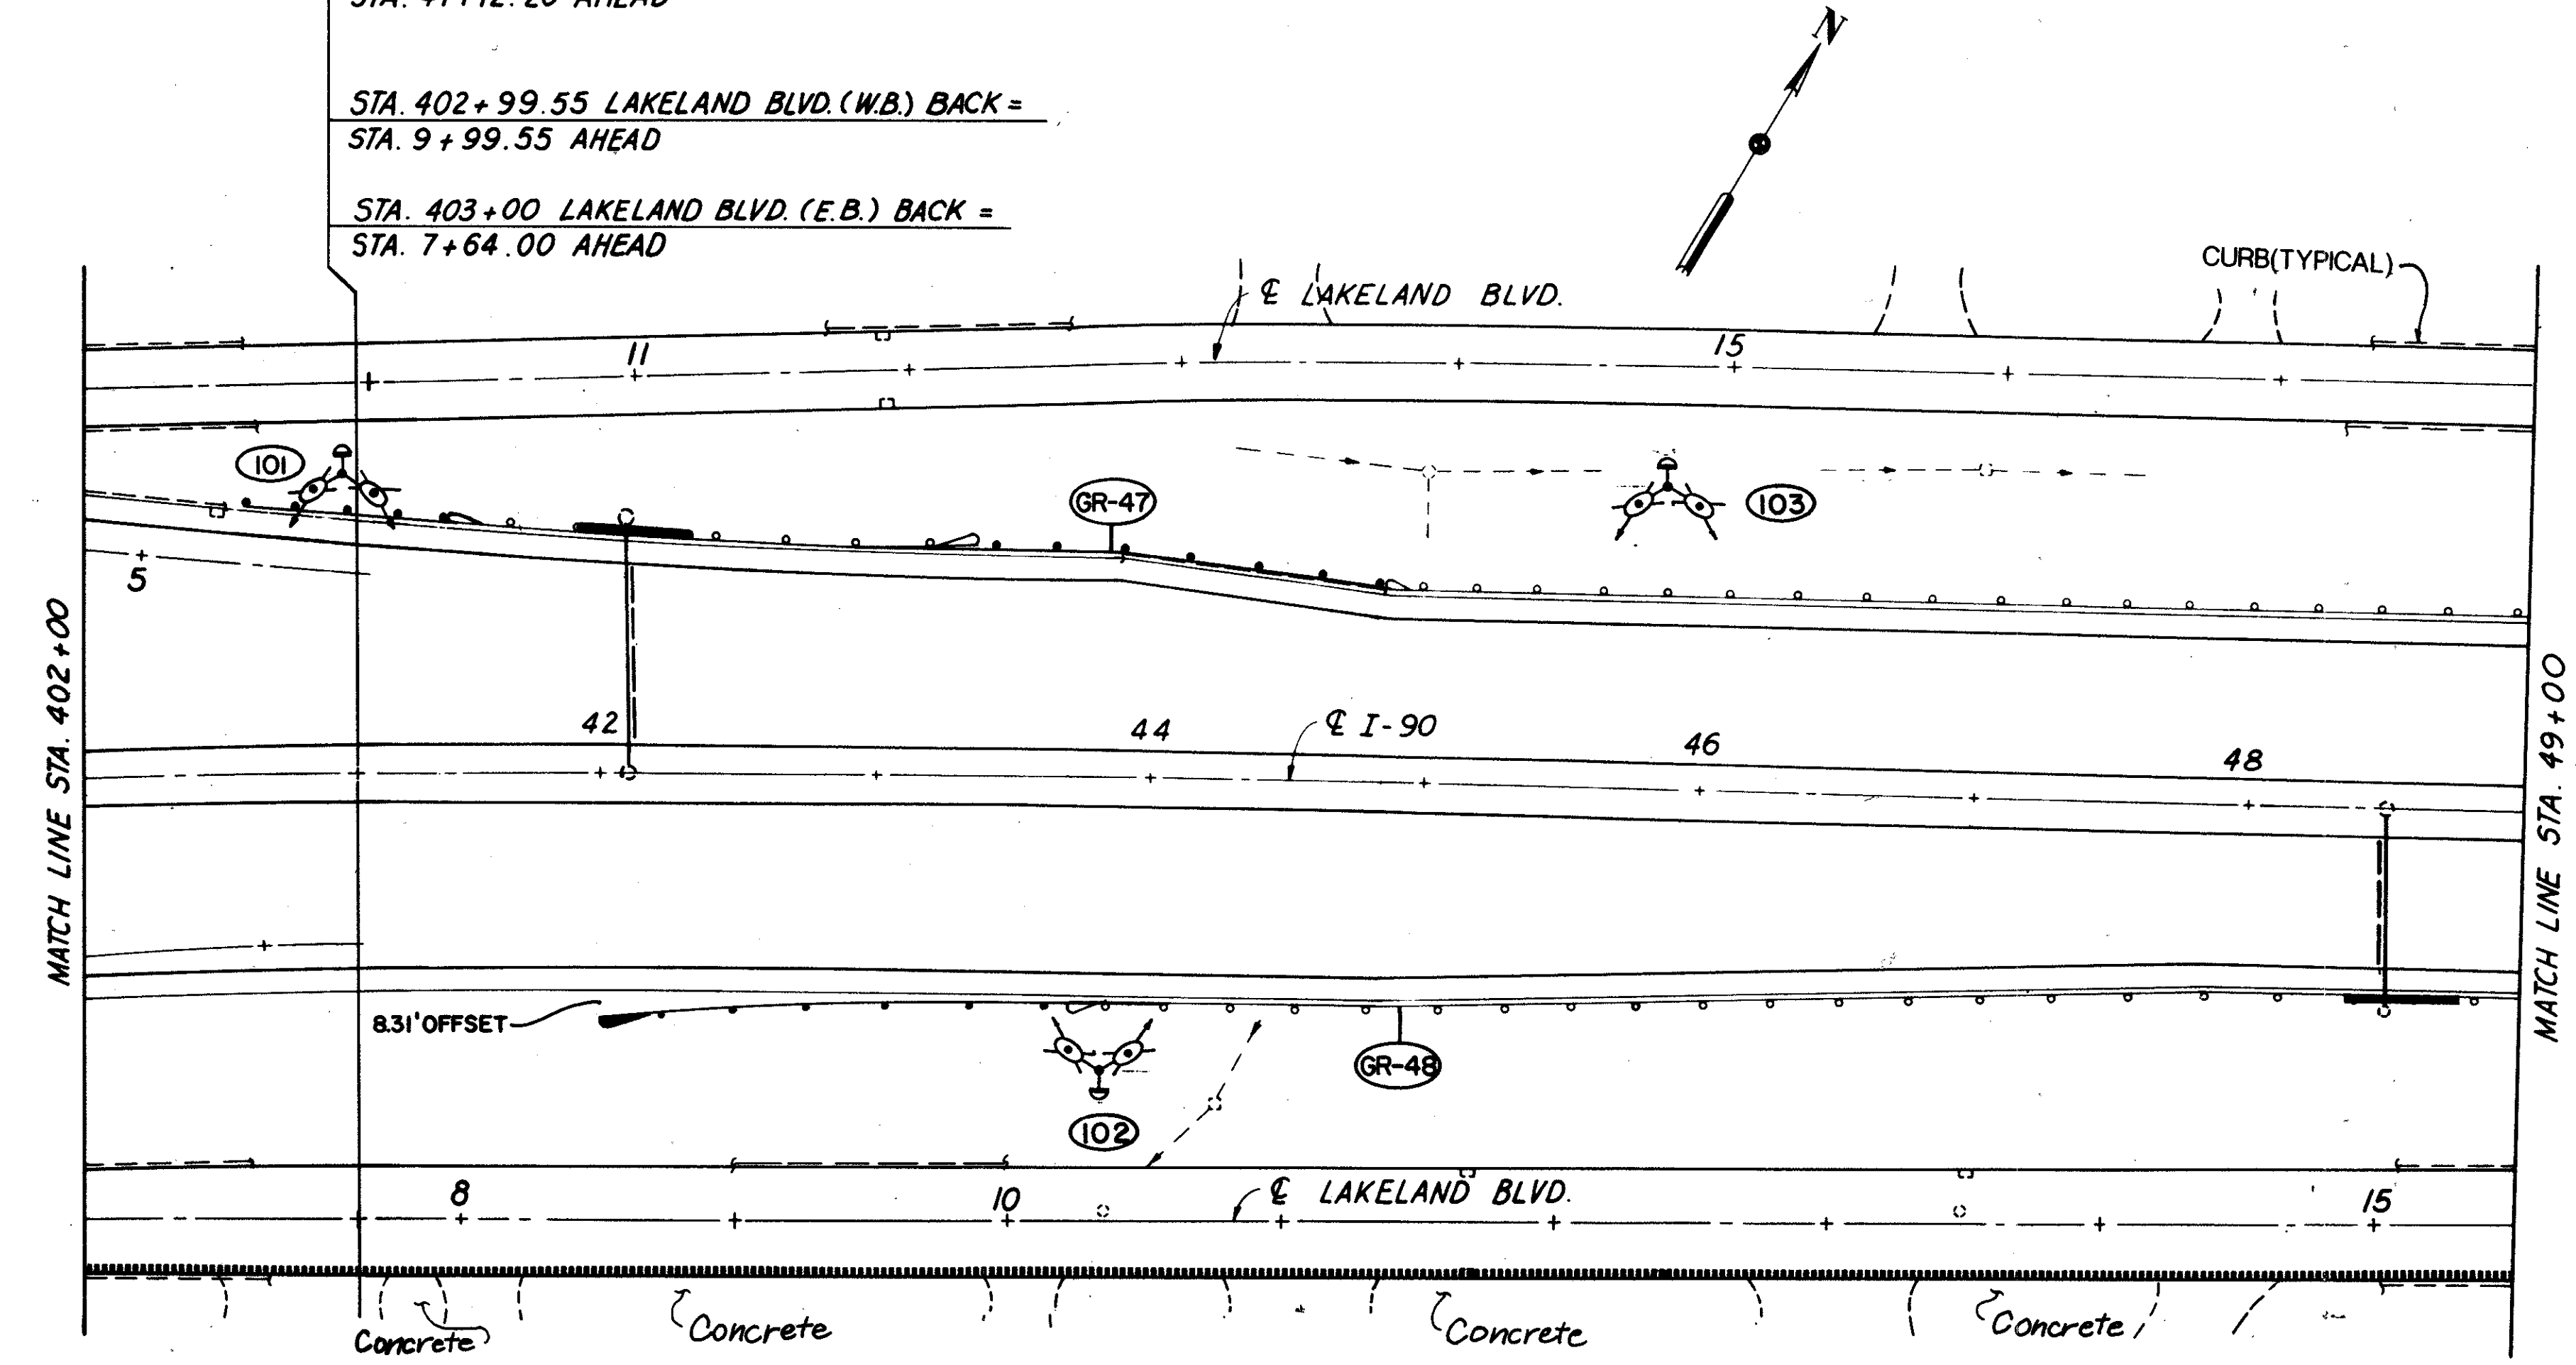 STA. 402+99.55 LAKELAND BLVD. (W.B.) BACK =
STA. 9+99.55 AHEAD
STA. 403+00 LAKELAND BLVD. (E.B.) BACK =
STA. 7+64.00 AHEAD
N
CURB(TYPICAL)
℄ LAKELAND BLVD.
11
15
101
GR-47
103
5
MATCH LINE STA. 402+00
42
44
℄ I-90
46
48
MATCH LINE STA. 49+00
8.31' OFFSET
GR-48
102
8
10
℄ LAKELAND BLVD.
15
Concrete
Concrete
Concrete
Concrete